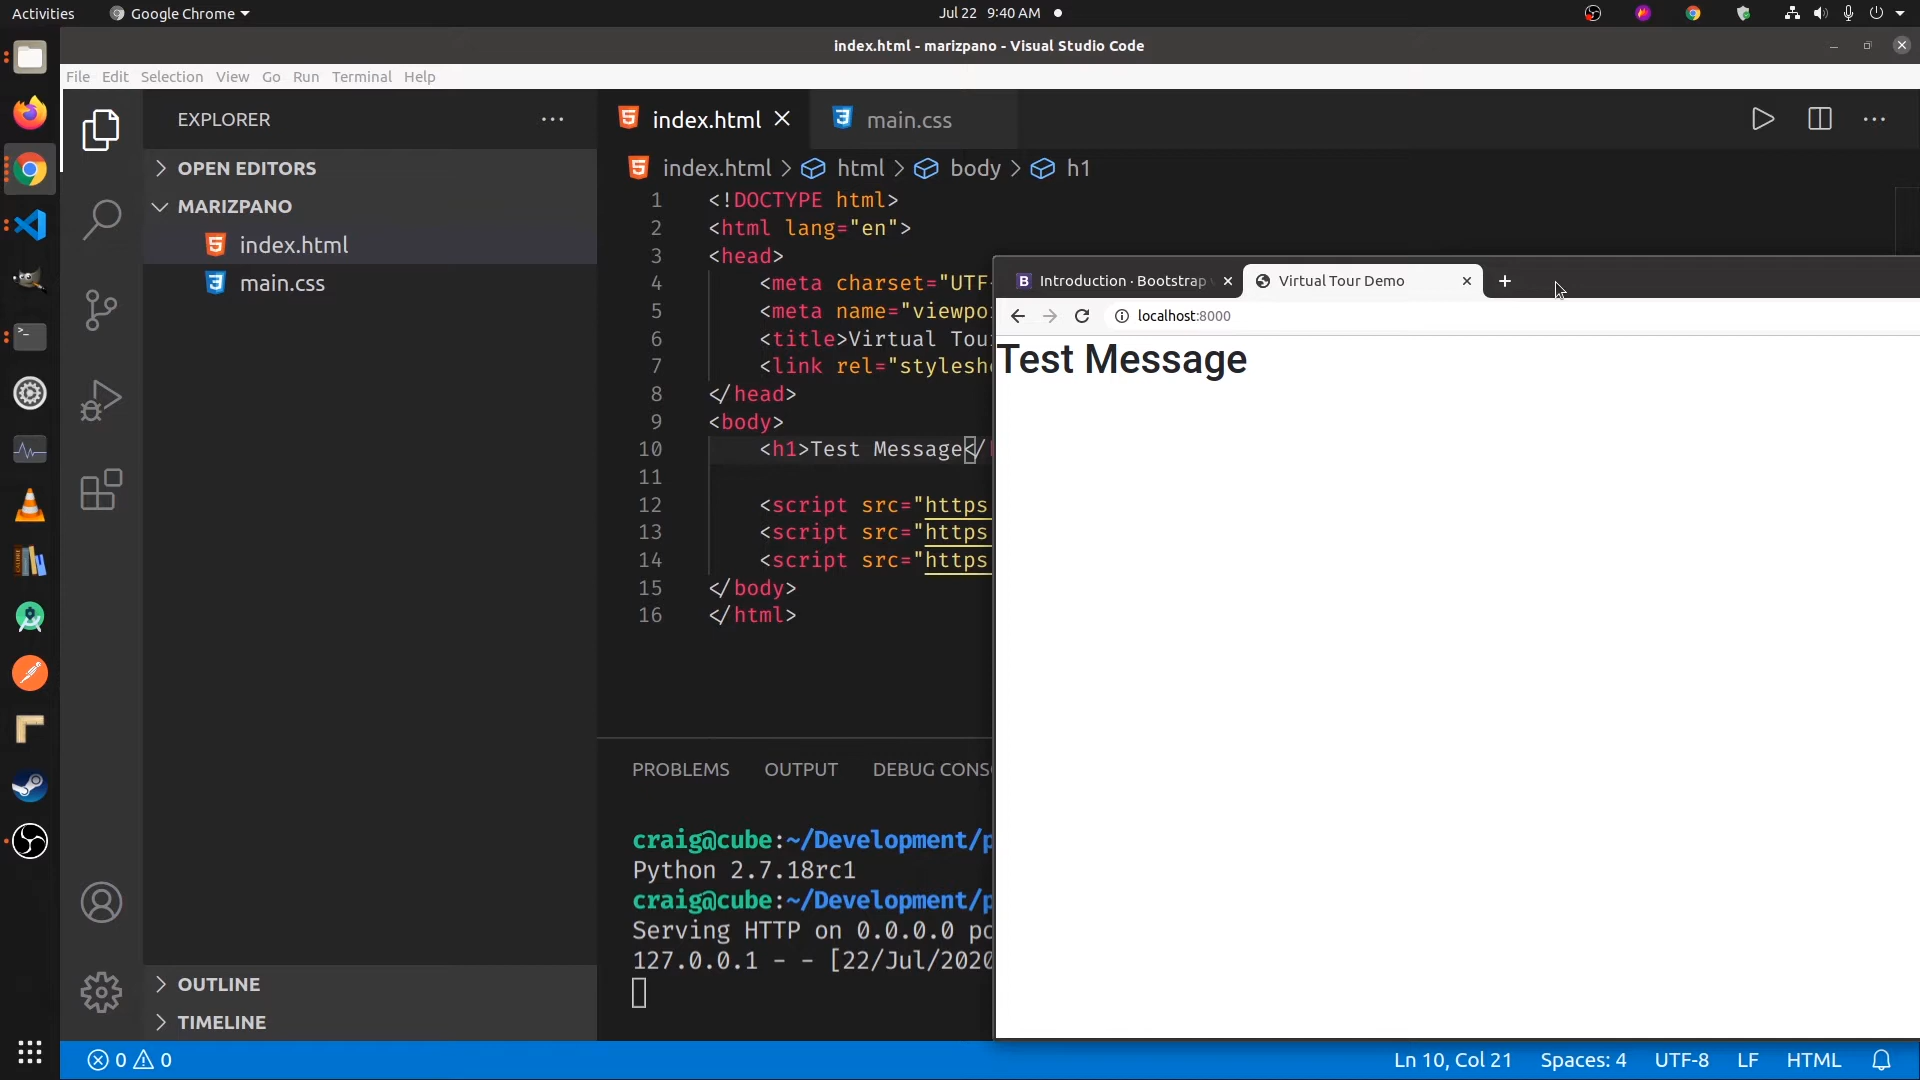 Activities
Google Chrome
Jul 22 9:40 AM
index.html - marizpano - Visual Studio Code
File Edit Selection View Go Run Terminal Help
EXPLORER
OPEN EDITORS
MARIZPANO
index.html
main.css
OUTLINE
TIMELINE
index.html
main.css
index.html > html > body > h1
1 <!DOCTYPE html>
2 <html lang="en">
3 <head>
4 <meta charset="UTF-
5 <meta name="viewpo
6 <title>Virtual Tou
7 <link rel="stylesh
8 </head>
9 <body>
10 <h1>Test Message</
11
12 <script src="https
13 <script src="https
14 <script src="https
15 </body>
16 </html>
PROBLEMS OUTPUT DEBUG CONS
craig@cube:~/Development/p
Python 2.7.18rc1
craig@cube:~/Development/p
Serving HTTP on 0.0.0.0 po
127.0.0.1 - - [22/Jul/2020
Introduction · Bootstrap
Virtual Tour Demo
localhost:8000
Test Message
0 0
Ln 10, Col 21 Spaces: 4 UTF-8 LF HTML